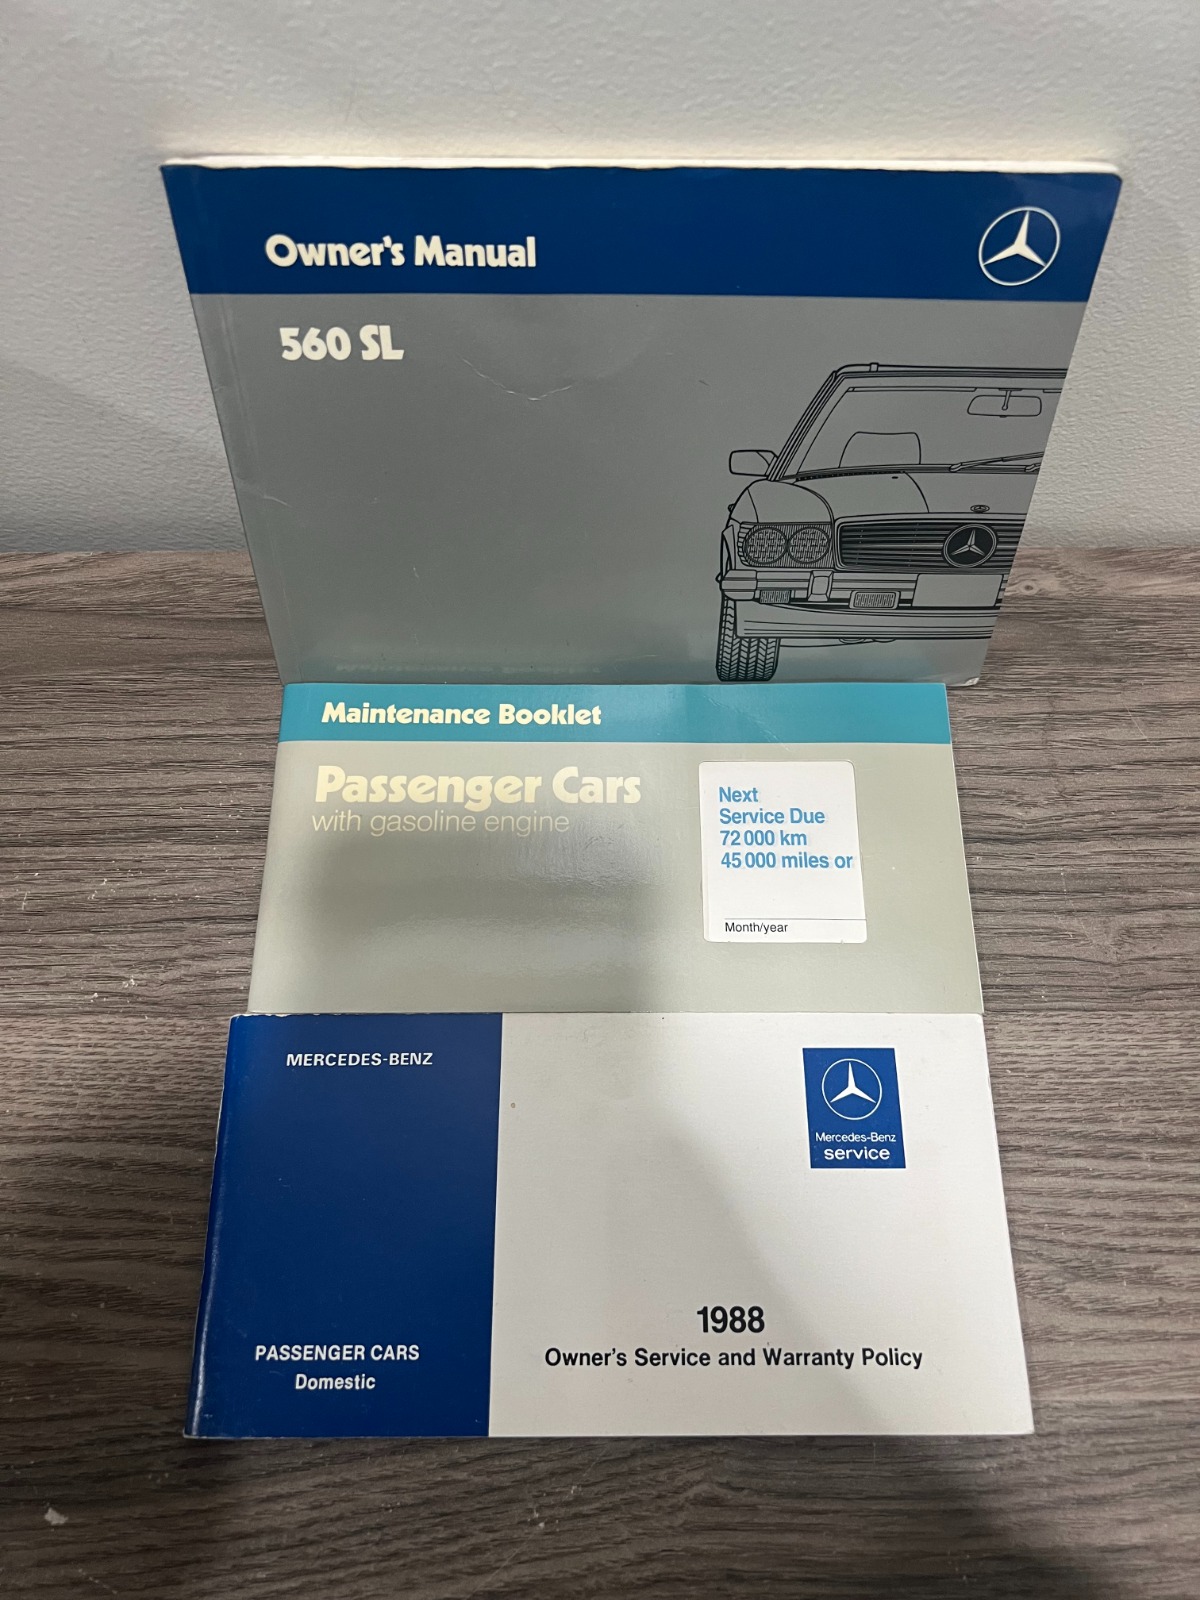 Owner's Manual
560 SL
Maintenance Booklet
Passenger Cars
with gasoline engine
Next
Service Due
72 000 km
45 000 miles or
Month/year
MERCEDES-BENZ
PASSENGER CARS
Domestic
Mercedes-Benz
service
1988
Owner's Service and Warranty Policy